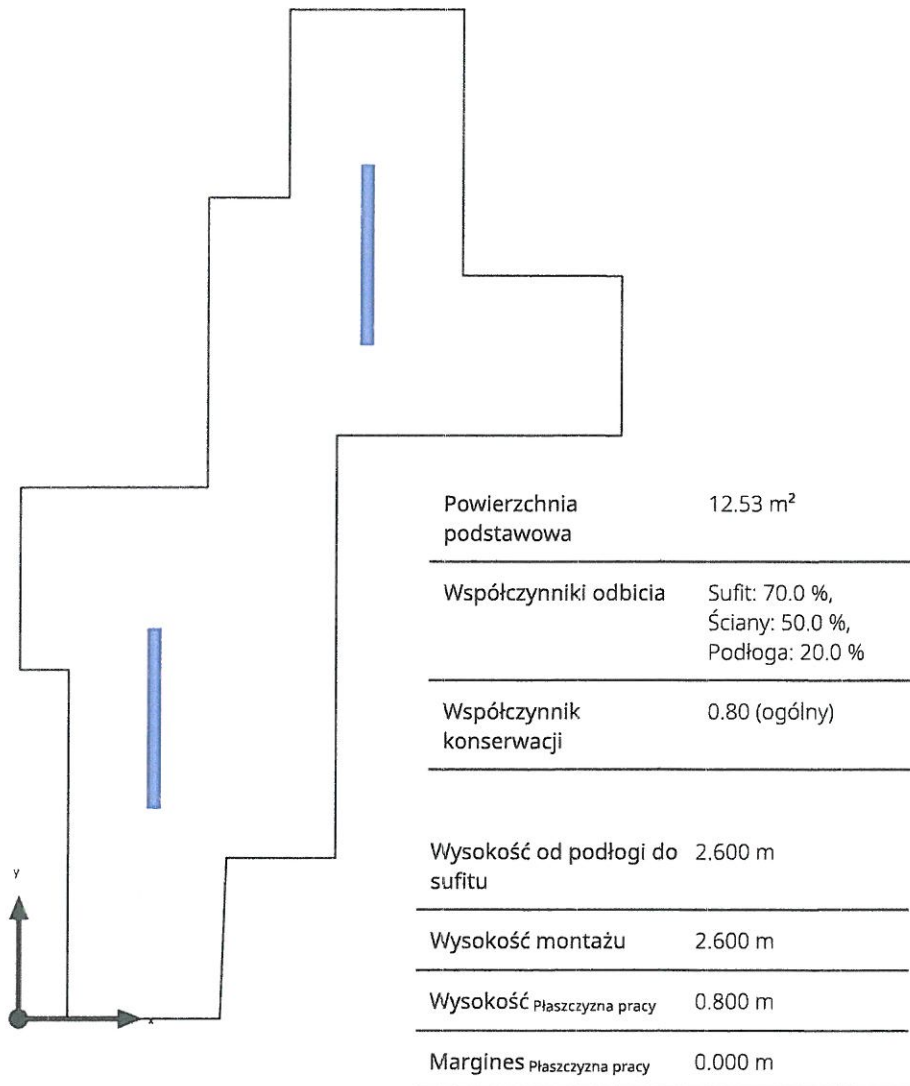 Powierzchnia
podstawowa
12.53 m²
Współczynniki odbicia
Sufit: 70.0 %,
Ściany: 50.0 %,
Podłoga: 20.0 %
Współczynnik
konserwacji
0.80 (ogólny)
Wysokość od podłogi do
sufitu
2.600 m
Wysokość montażu
2.600 m
Wysokość Płaszczyzna pracy
0.800 m
Margines Płaszczyzna pracy
0.000 m
y
x